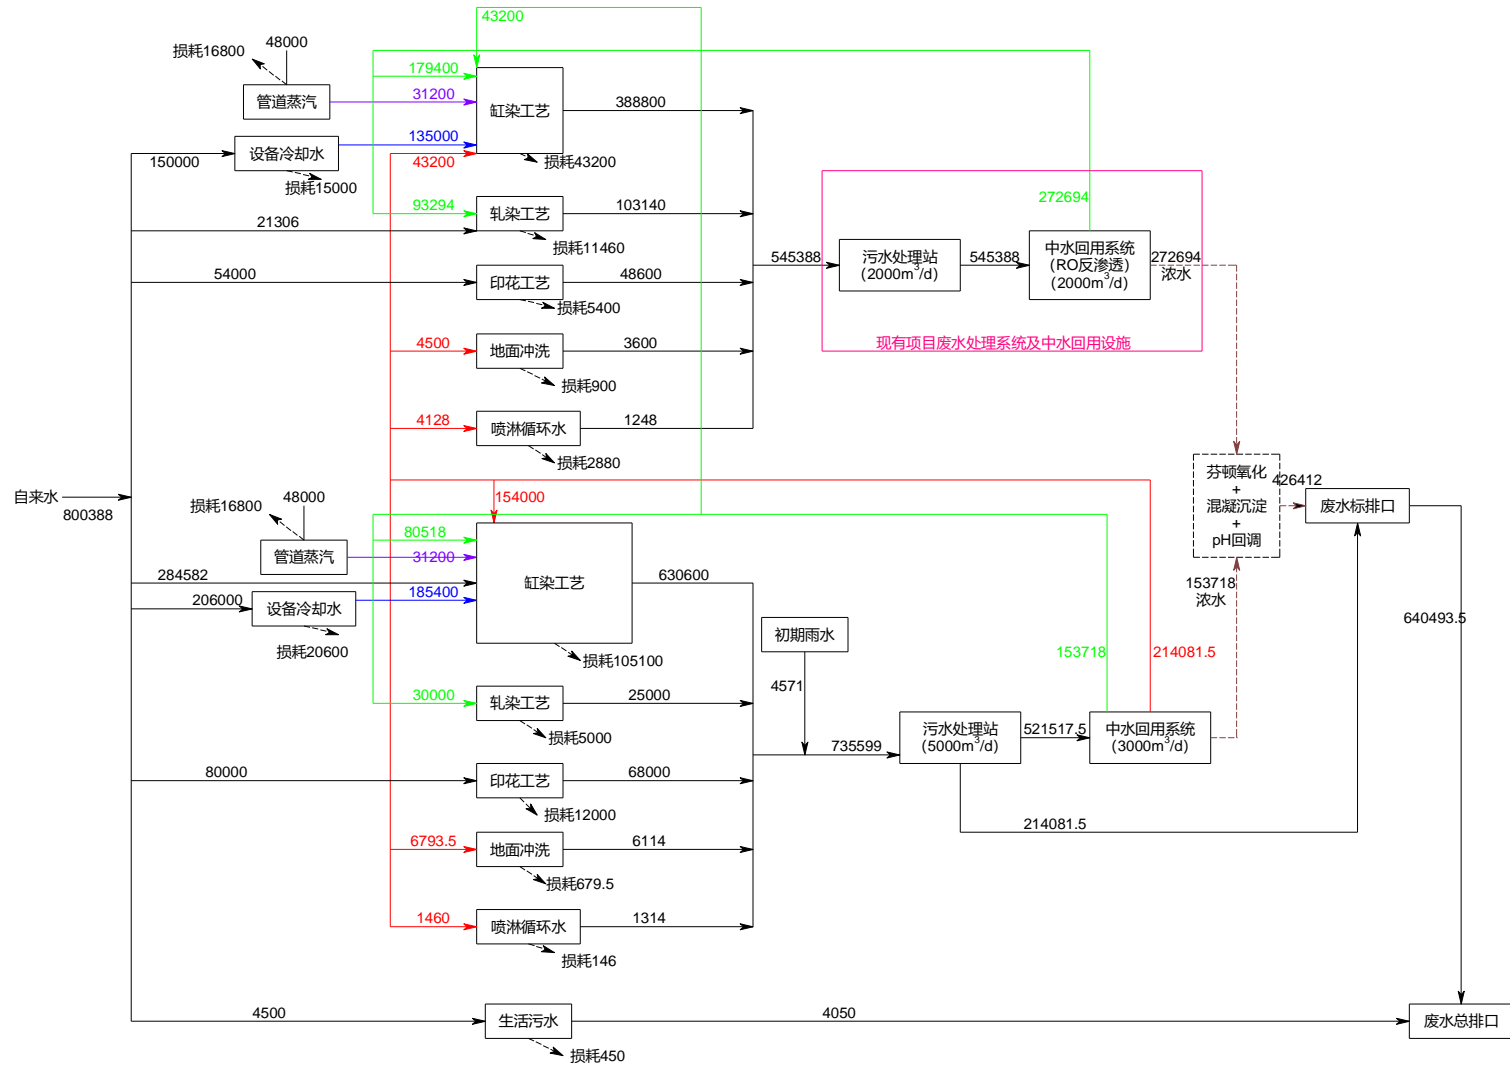 43200
48000
损耗16800
管道蒸汽
179400
31200
缸染工艺
388800
135000
设备冷却水
150000
43200
损耗43200
损耗15000
93294
轧染工艺
103140
21306
损耗11460
272694
54000
印花工艺
48600
损耗5400
545388
污水处理站
(2000m³/d)
545388
中水回用系统
(RO反渗透)
(2000m³/d)
272694
浓水
4500
地面冲洗
3600
损耗900
现有项目废水处理系统及中水回用设施
4128
喷淋循环水
1248
损耗2880
自来水
800388
154000
芬顿氧化
+
混凝沉淀
+
pH回调
426412
废水标排口
48000
损耗16800
管道蒸汽
80518
31200
缸染工艺
630600
284582
185400
206000
设备冷却水
损耗20600
损耗105100
153718
浓水
640493.5
初期雨水
4571
153718
214081.5
30000
轧染工艺
25000
损耗5000
735599
污水处理站
(5000m³/d)
521517.5
中水回用系统
(3000m³/d)
80000
印花工艺
68000
损耗12000
214081.5
6793.5
地面冲洗
6114
损耗679.5
1460
喷淋循环水
1314
损耗146
4500
生活污水
4050
损耗450
废水总排口